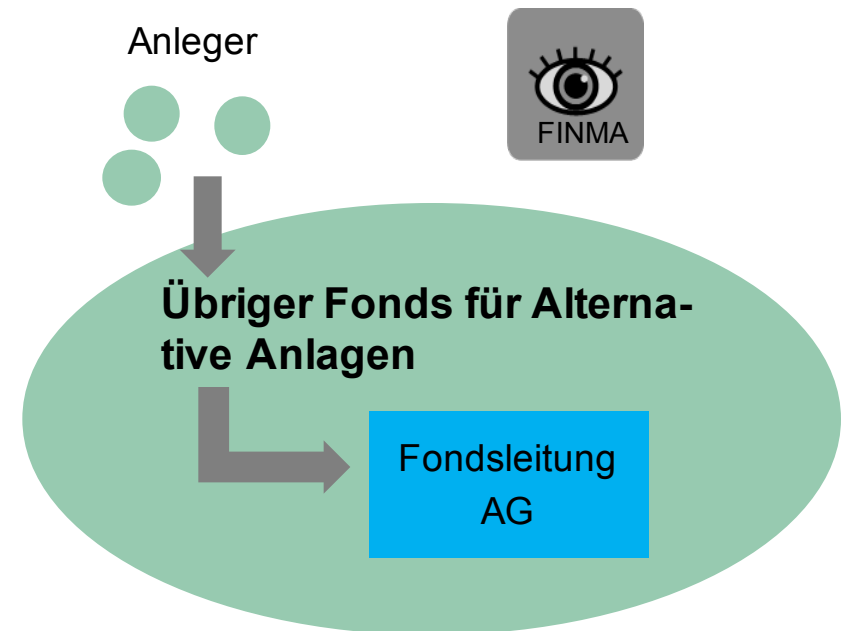 Anleger
FINMA
Übriger Fonds für Alterna-
tive Anlagen
Fondsleitung
AG